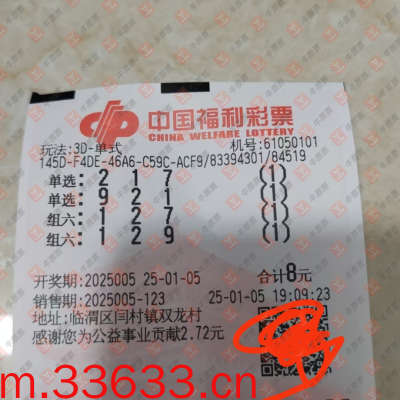 中国福利彩票
CHINA WELFARE LOTTERY
玩法:3D-单式 机号:61050101
145D-F4DE-46A6-C59C-ACF9/83394301/84519
单选:2 1 7 (1)
单选:9 2 1 (1)
组六:1 2 7 (1)
组六:1 2 9 (1)
开奖期:2025005 25-01-05 合计8元
销售期:2025005-123 25-01-05 19:09:23
地址:临渭区闫村镇双龙村
感谢您为公益事业贡献2.72元
m.33633.cn